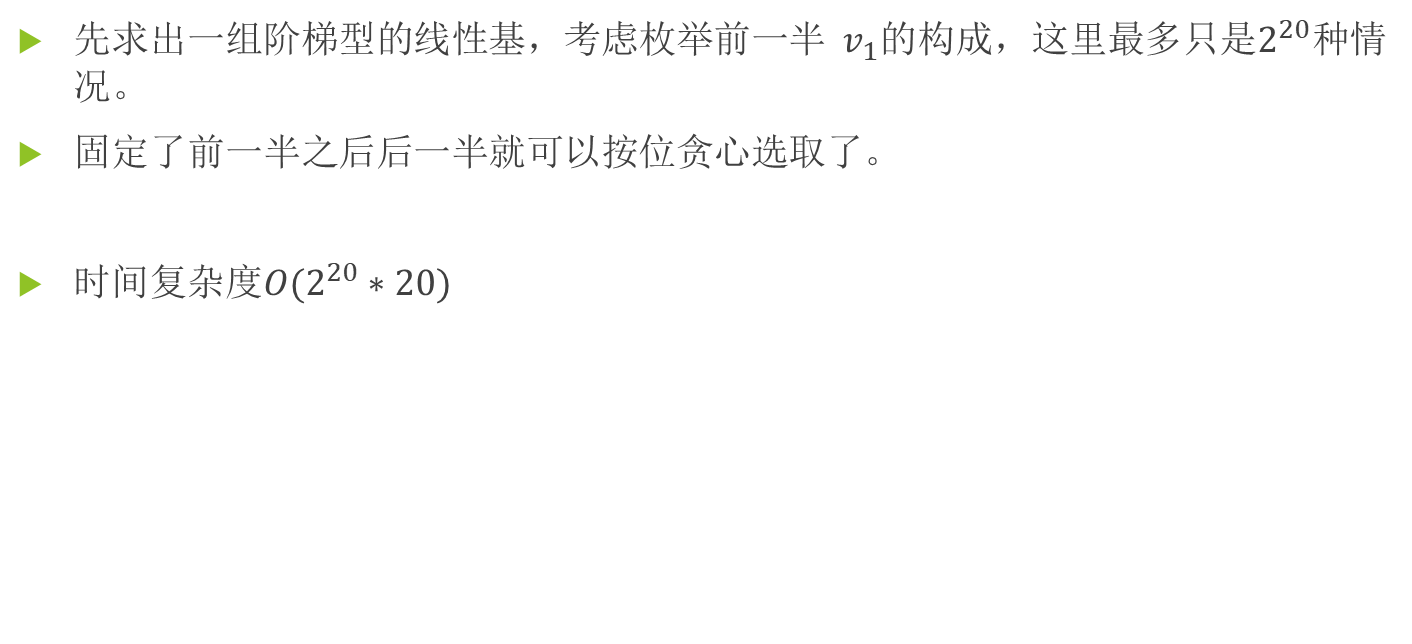 先求出一组阶梯型的线性基，考虑枚举前一半 𝑣₁的构成，这里最多只是2²⁰种情
况。
固定了前一半之后后一半就可以按位贪心选取了。
时间复杂度𝑂(2²⁰ ∗ 20)